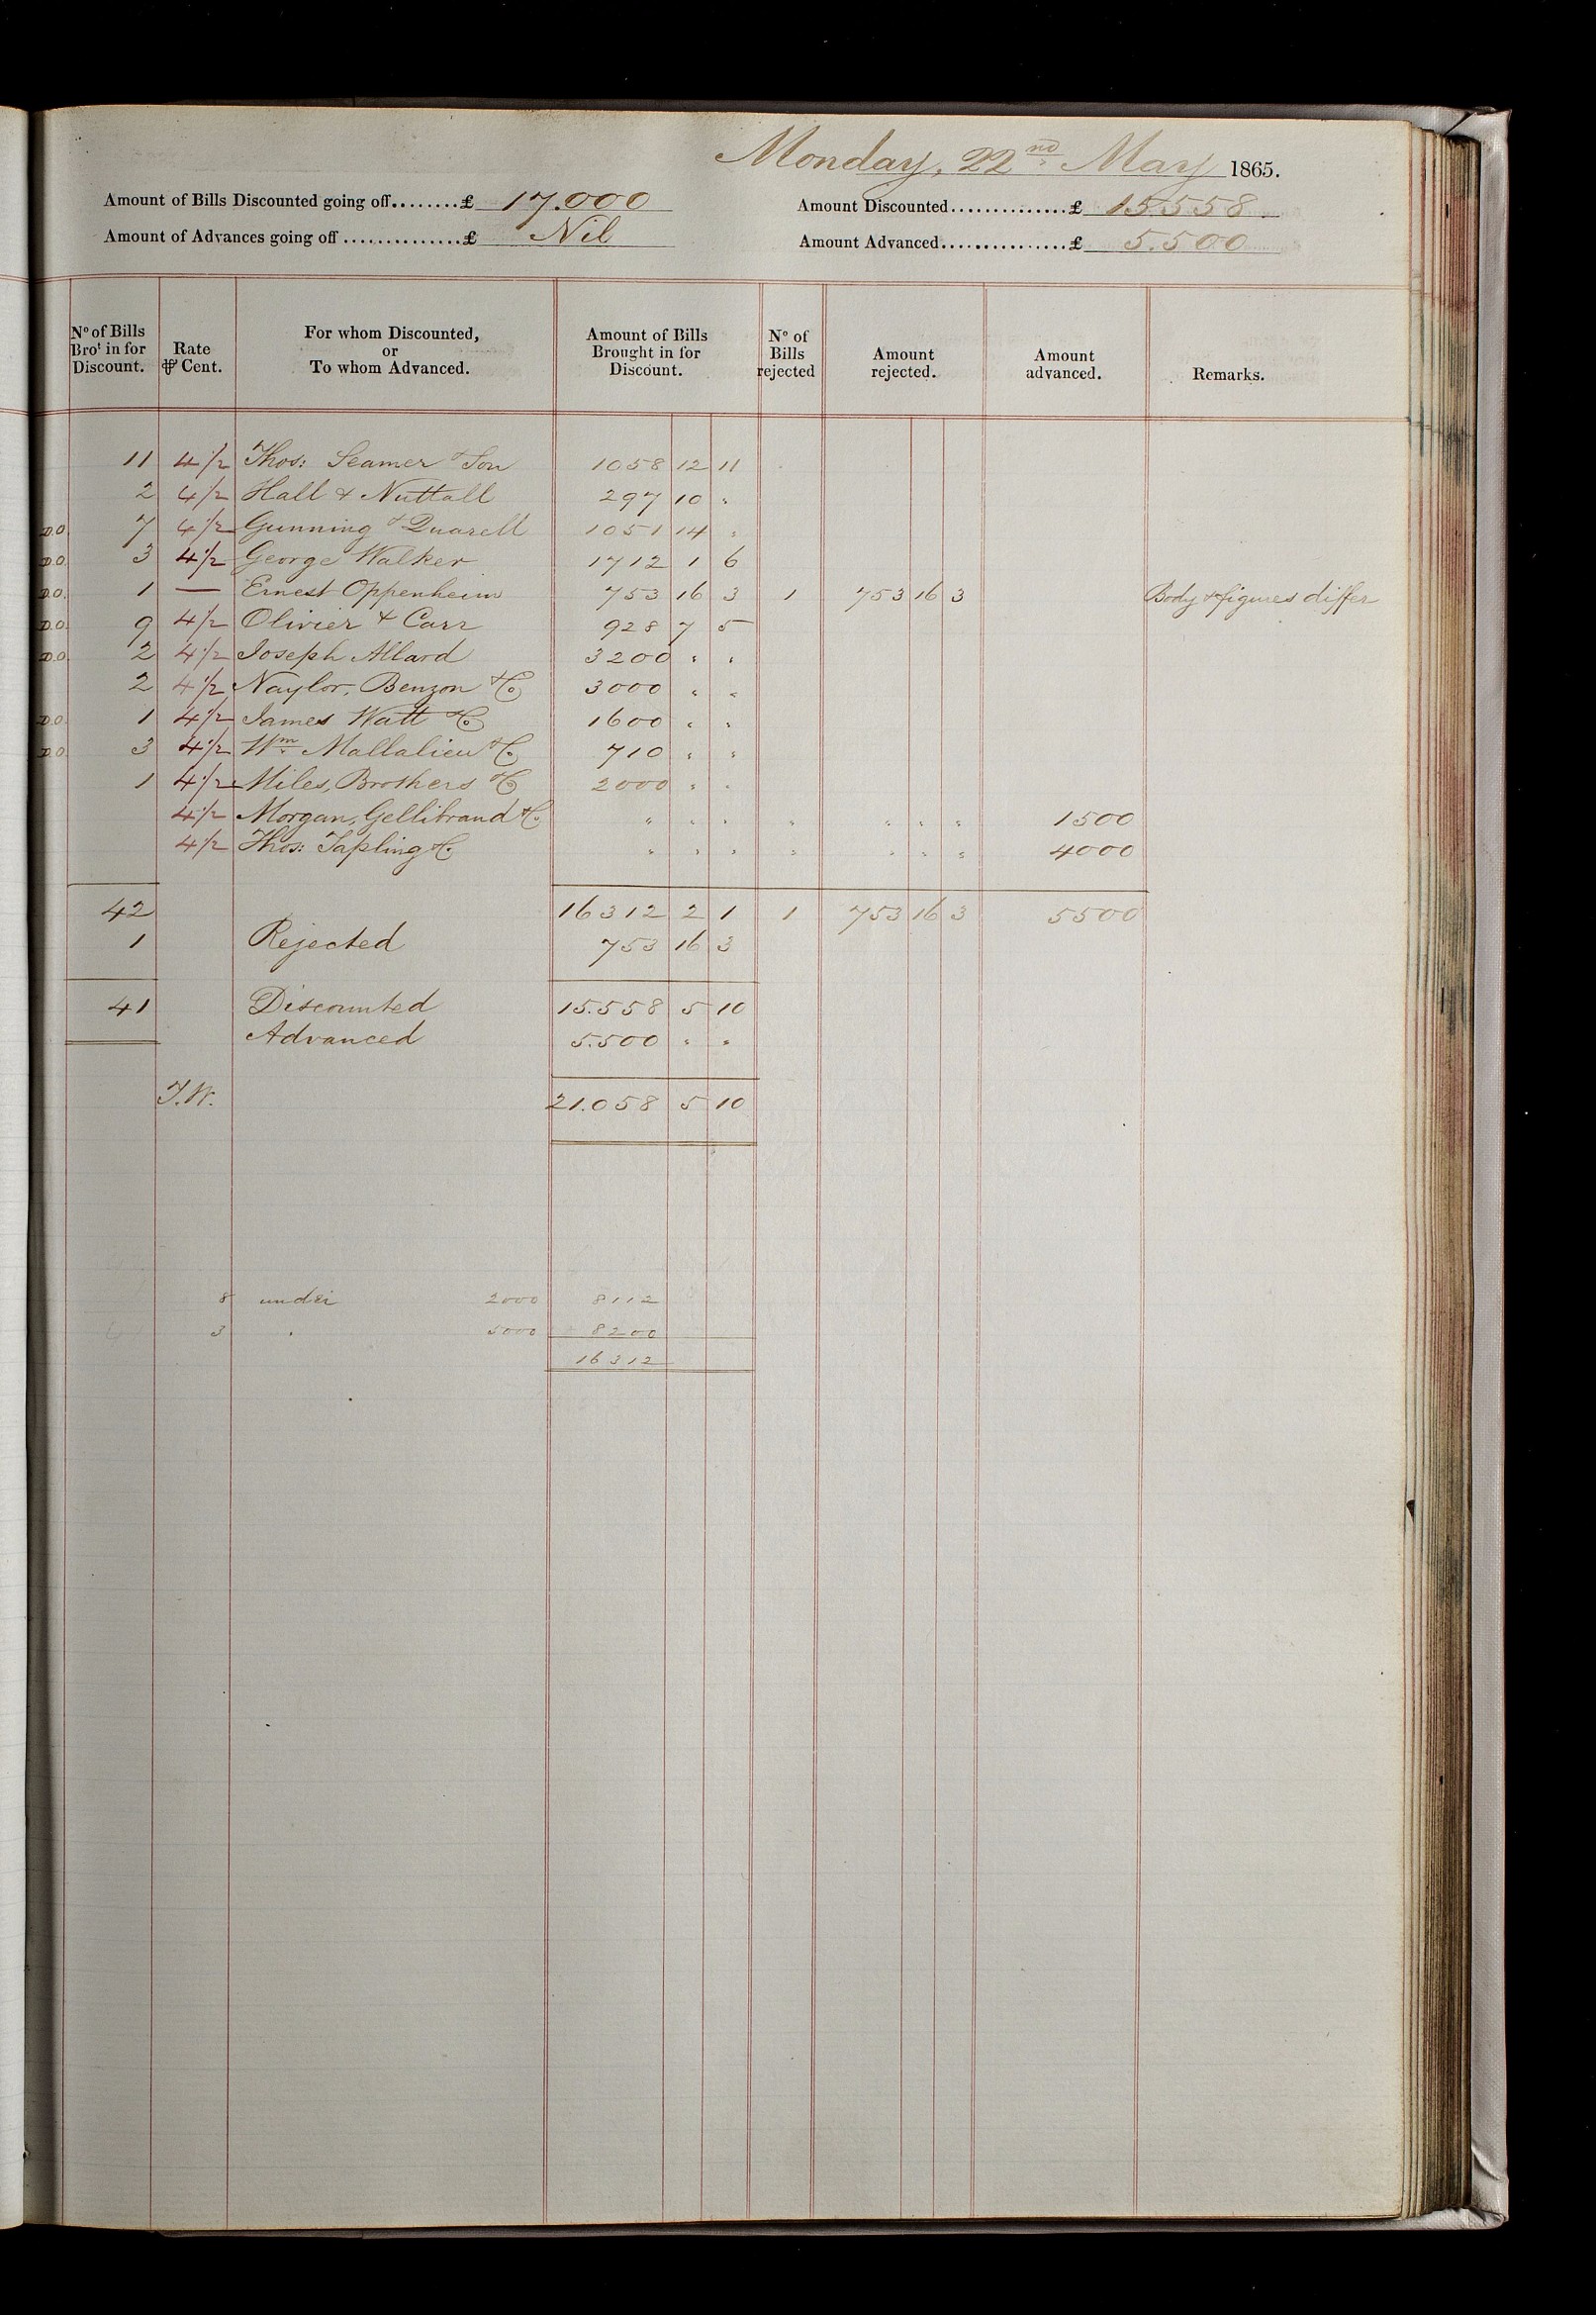 Monday, 22nd May 1865.
Amount of Bills Discounted going off........£ 17.000 Amount Discounted..............£ 15558
Amount of Advances going off..............£ Nil Amount Advanced................£ 5.500
No of Bills Brot in for Discount. Rate ⅌ Cent. For whom Discounted, or To whom Advanced. Amount of Bills Brought in for Discount. No of Bills rejected Amount rejected. Amount advanced. Remarks.
11 4½ Thos: Seamer & Son 1058 12 11
2 4½ Hall & Nuttall 297 10 "
D.O. 7 4½ Gunning & Quarell 1051 14 "
D.O. 3 4½ George Walker 1712 1 6
D.O. 1 — Ernest Oppenheim 753 16 3 1 753 16 3 Body & figures differ
D.O. 9 4½ Olivier & Carr 928 7 5
D.O. 2 4½ Joseph Allard 3200 " "
2 4½ Naylor, Benzon & Co 3000 " "
D.O. 1 4½ James Watt & Co 1600 " "
D.O. 3 4½ Wm Mallalieu & Co 710 " "
1 4½ Miles, Brothers & Co 2000 " "
4½ Morgan, Gellibrand & Co " " " " " " " 1500
4½ Thos: Tapling & Co " " " " " " " 4000
42 16312 2 1 1 753 16 3 5500
1 Rejected 753 16 3
41 Discounted 15.558 5 10
Advanced 5.500 " "
T.W. 21.058 5 10
8 under 2000 8112
3 " 5000 8200
16312